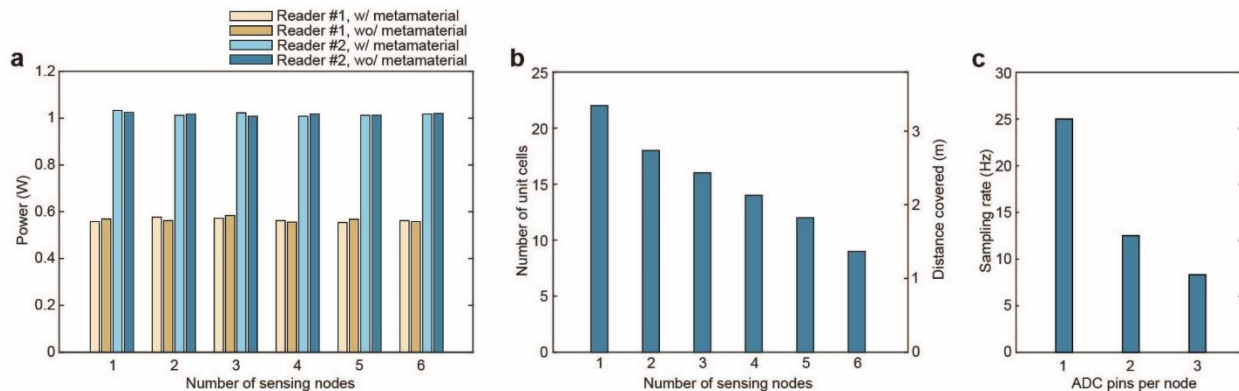 Reader #1, w/ metamaterial
Reader #1, wo/ metamaterial
Reader #2, w/ metamaterial
Reader #2, wo/ metamaterial
a
1.2
1
0.8
0.6
0.4
0.2
0
Power (W)
1 2 3 4 5 6
Number of sensing nodes
b
25
20
15
10
5
0
Number of unit cells
3
2
1
0
Distance covered (m)
1 2 3 4 5 6
Number of sensing nodes
c
30
25
20
15
10
5
0
Sampling rate (Hz)
1 2 3
ADC pins per node